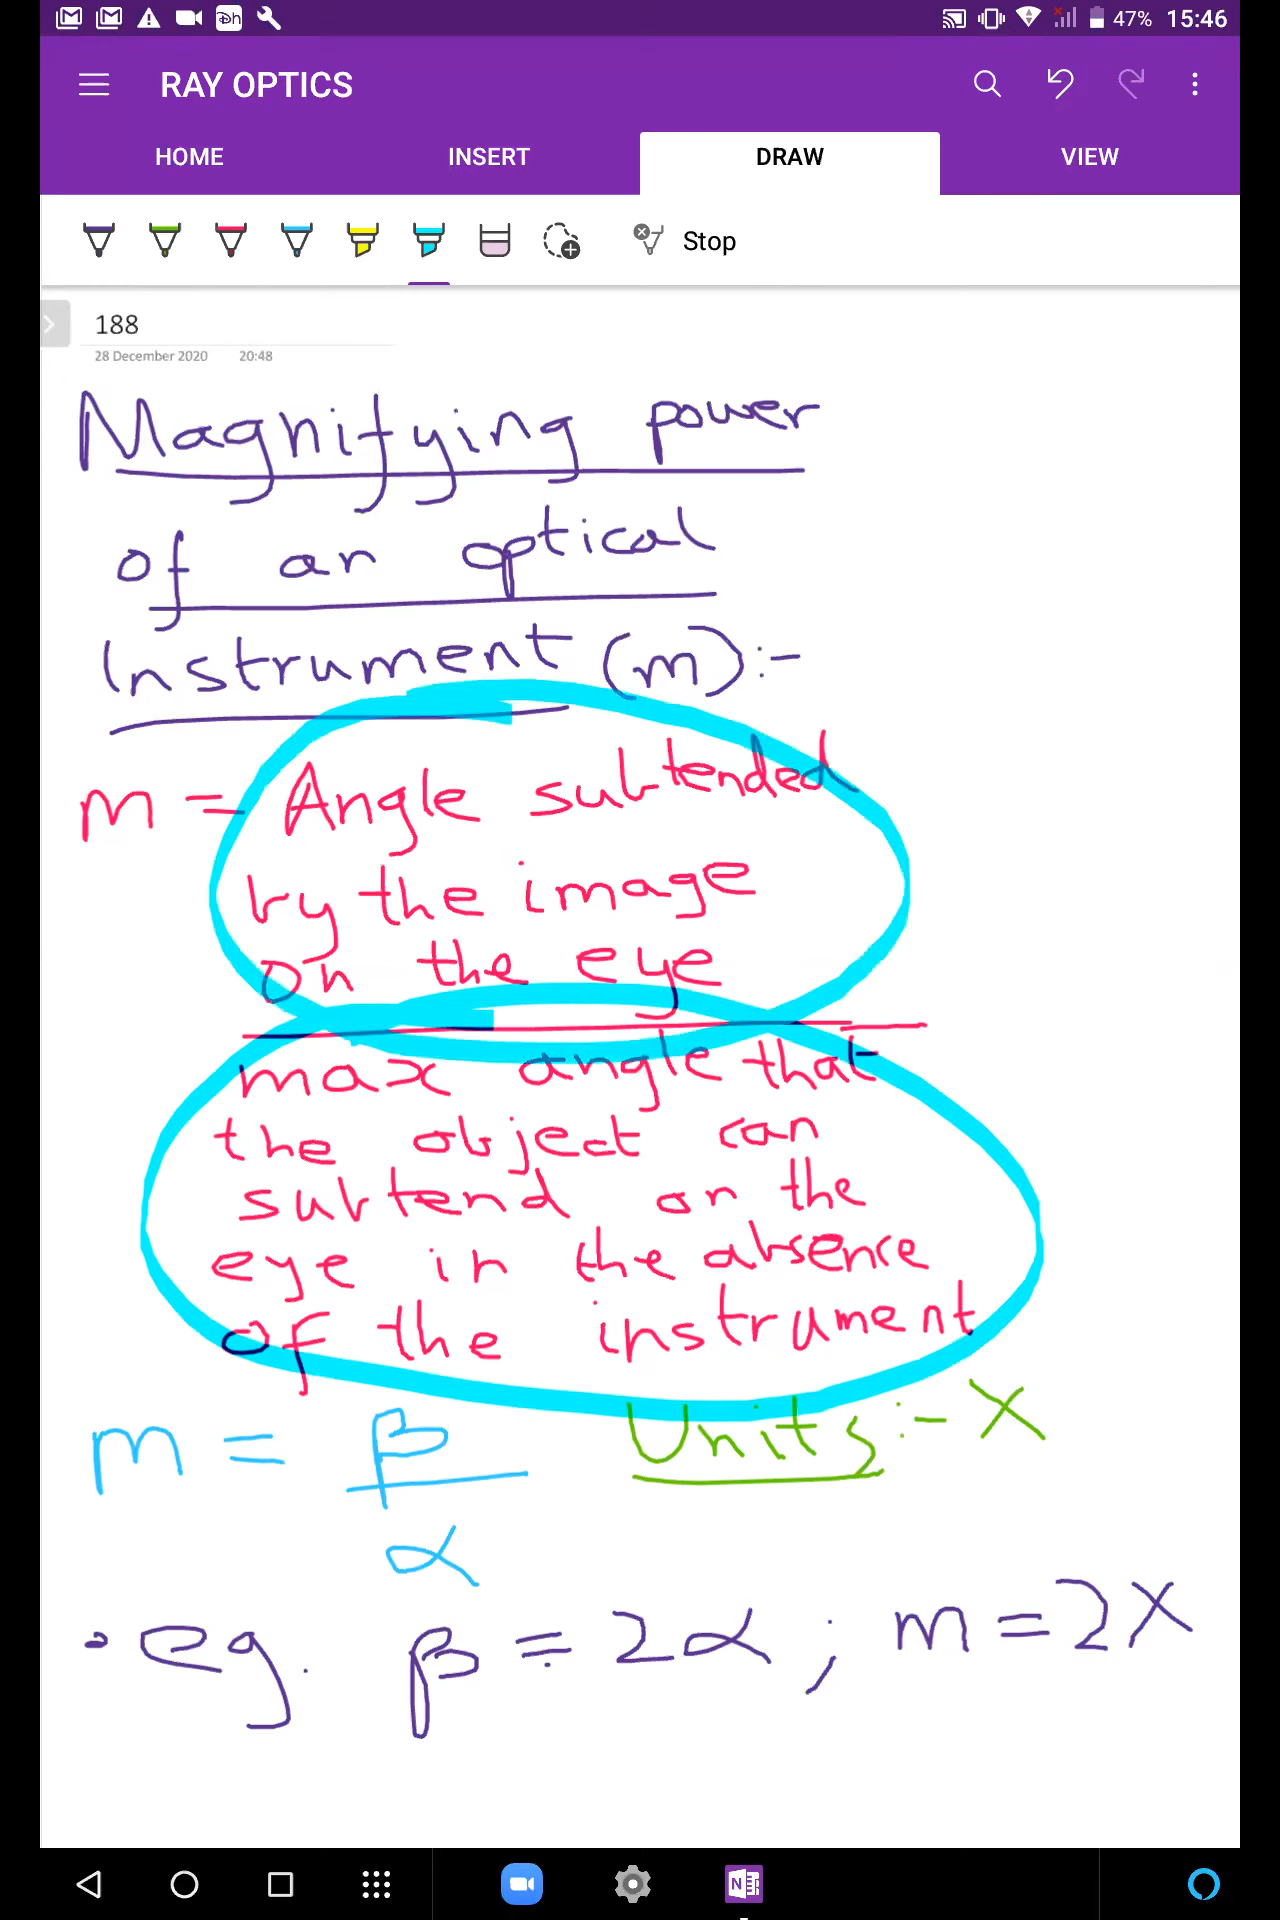 47% 15:46
RAY OPTICS
HOME INSERT DRAW VIEW
Stop
188
28 December 2020 20:48
Magnifying power
of an optical
Instrument (m):-
m = Angle subtended
by the image
on the eye
max angle that
the object can
subtend on the
eye in the absence
of the instrument
m = β Units:- X
α
eg. β = 2α ; m = 2X